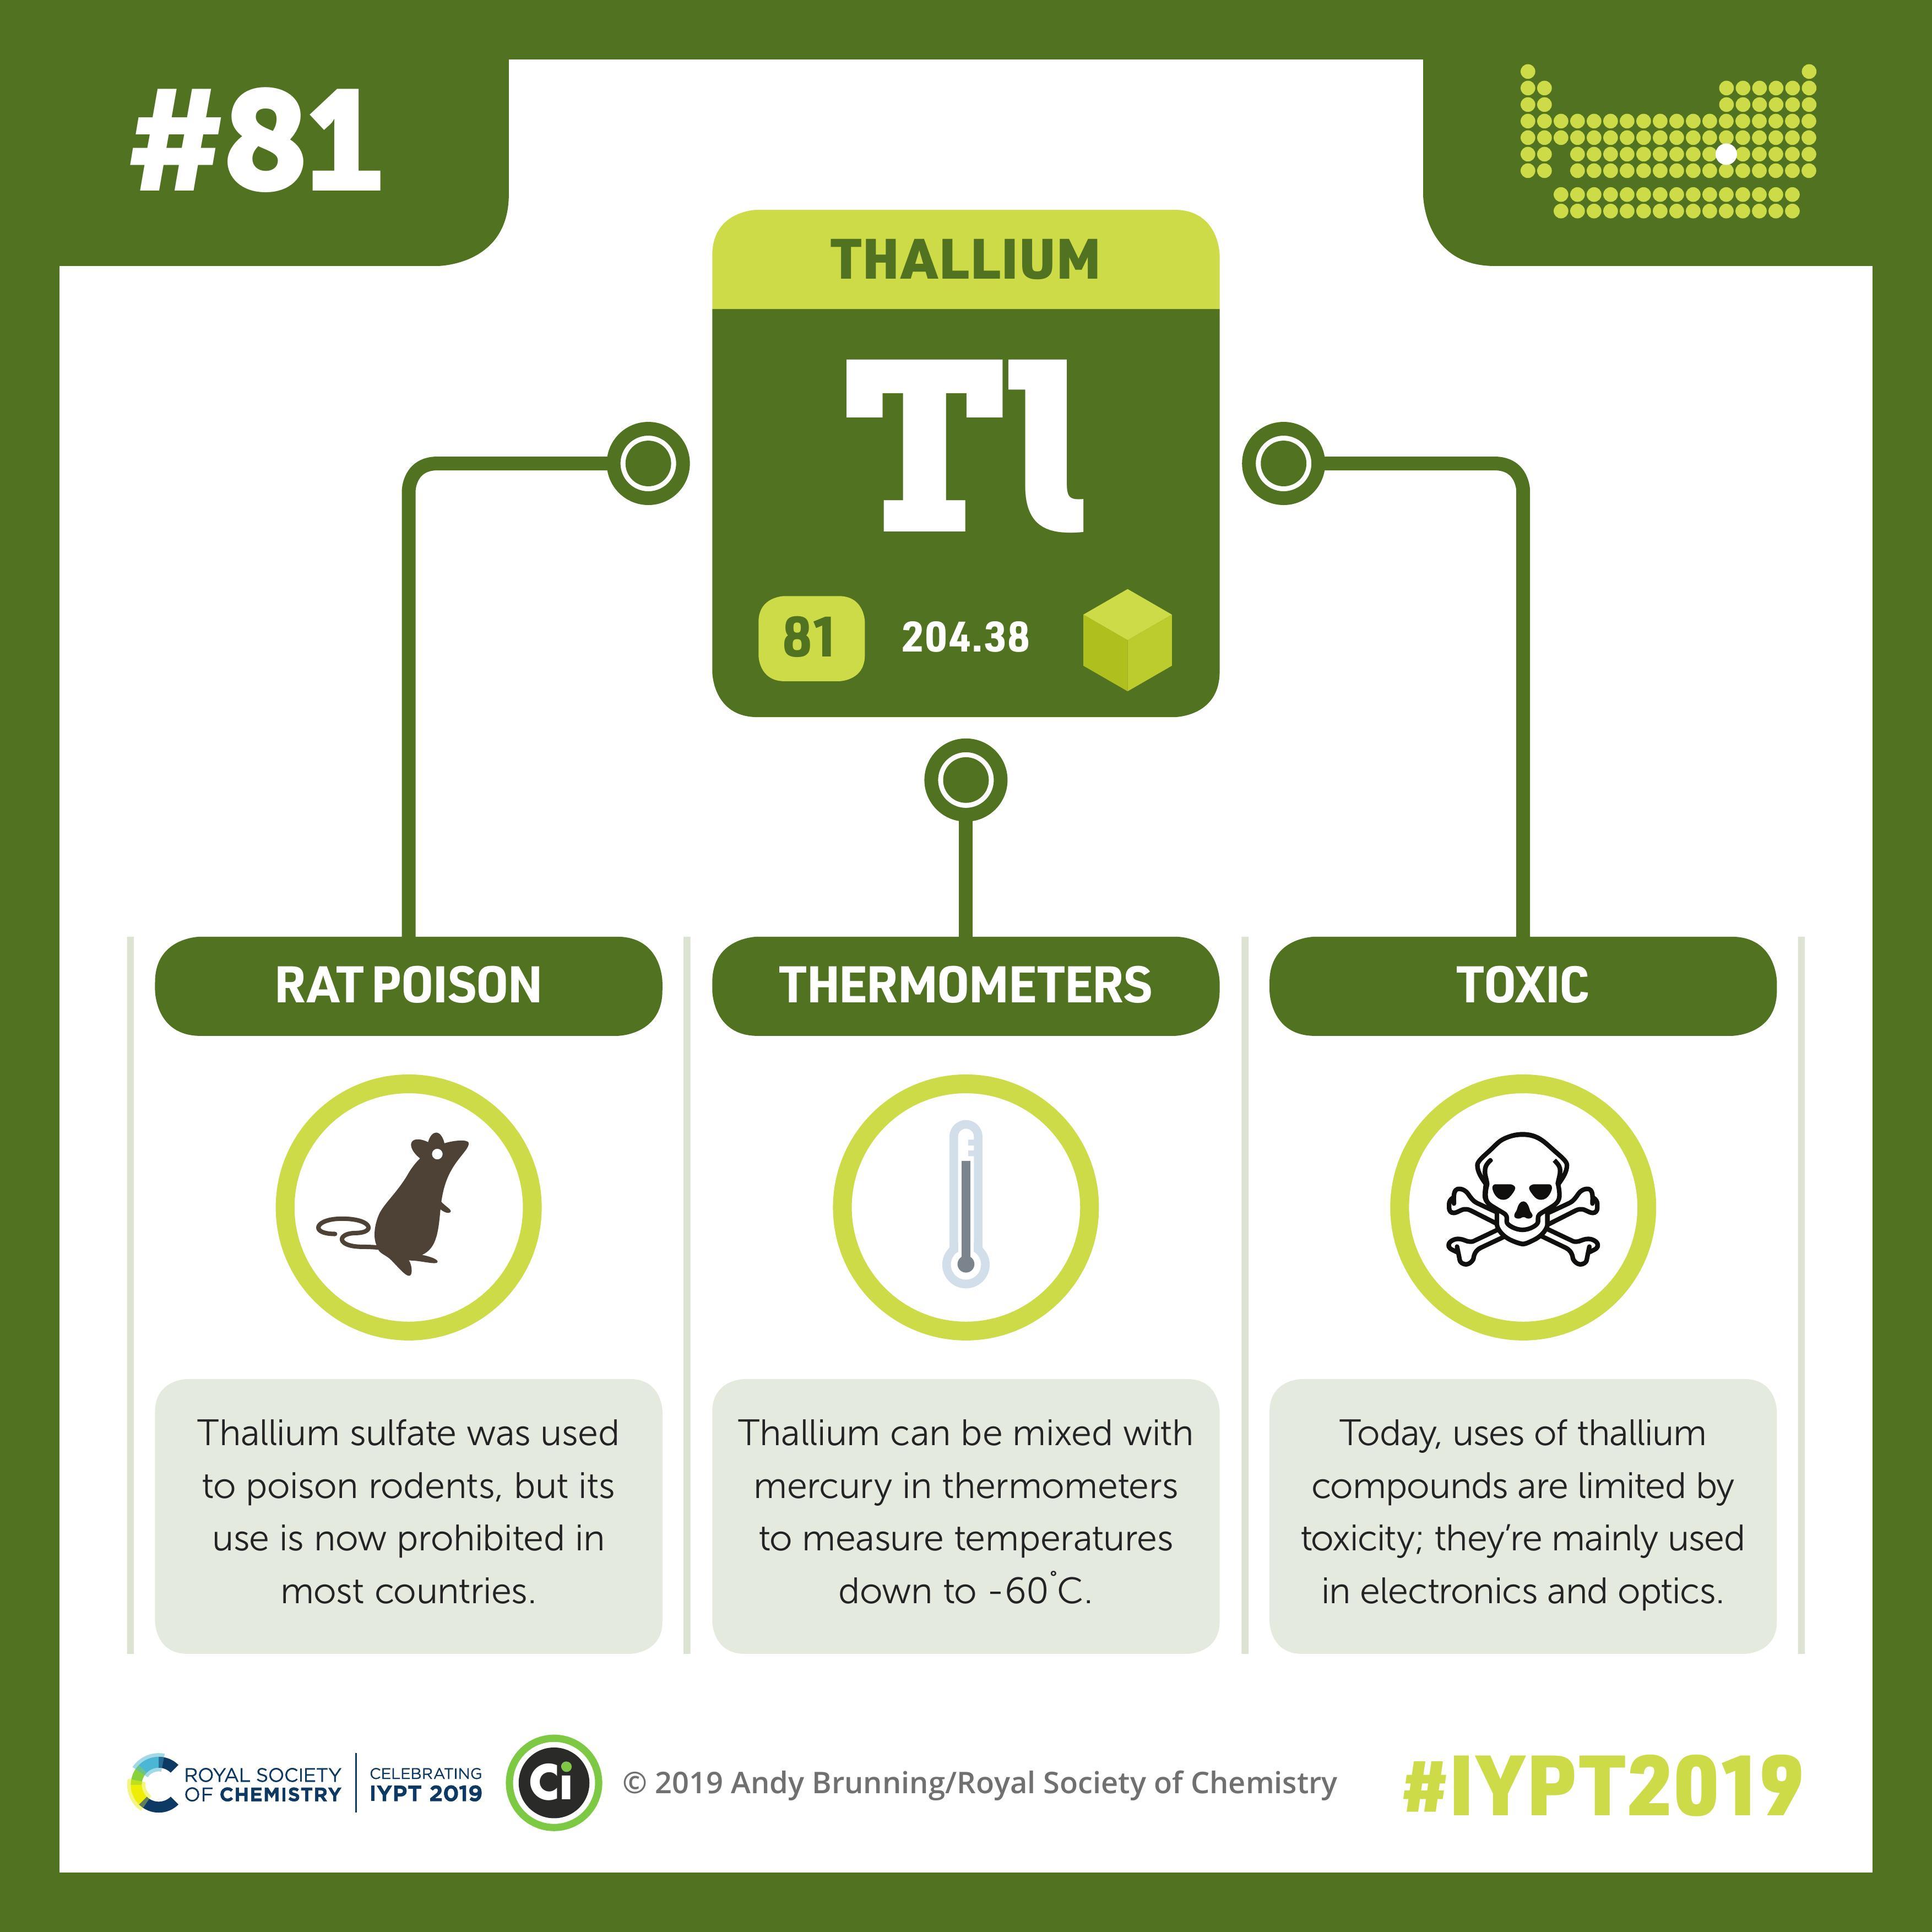 #81
THALLIUM
Tl
81
204.38
RAT POISON
Thallium sulfate was used
to poison rodents, but its
use is now prohibited in
most countries.
THERMOMETERS
Thallium can be mixed with
mercury in thermometers
to measure temperatures
down to -60°C.
TOXIC
Today, uses of thallium
compounds are limited by
toxicity; they’re mainly used
in electronics and optics.
ROYAL SOCIETY
OF CHEMISTRY
CELEBRATING
IYPT 2019
Ci
© 2019 Andy Brunning/Royal Society of Chemistry
#IYPT2019